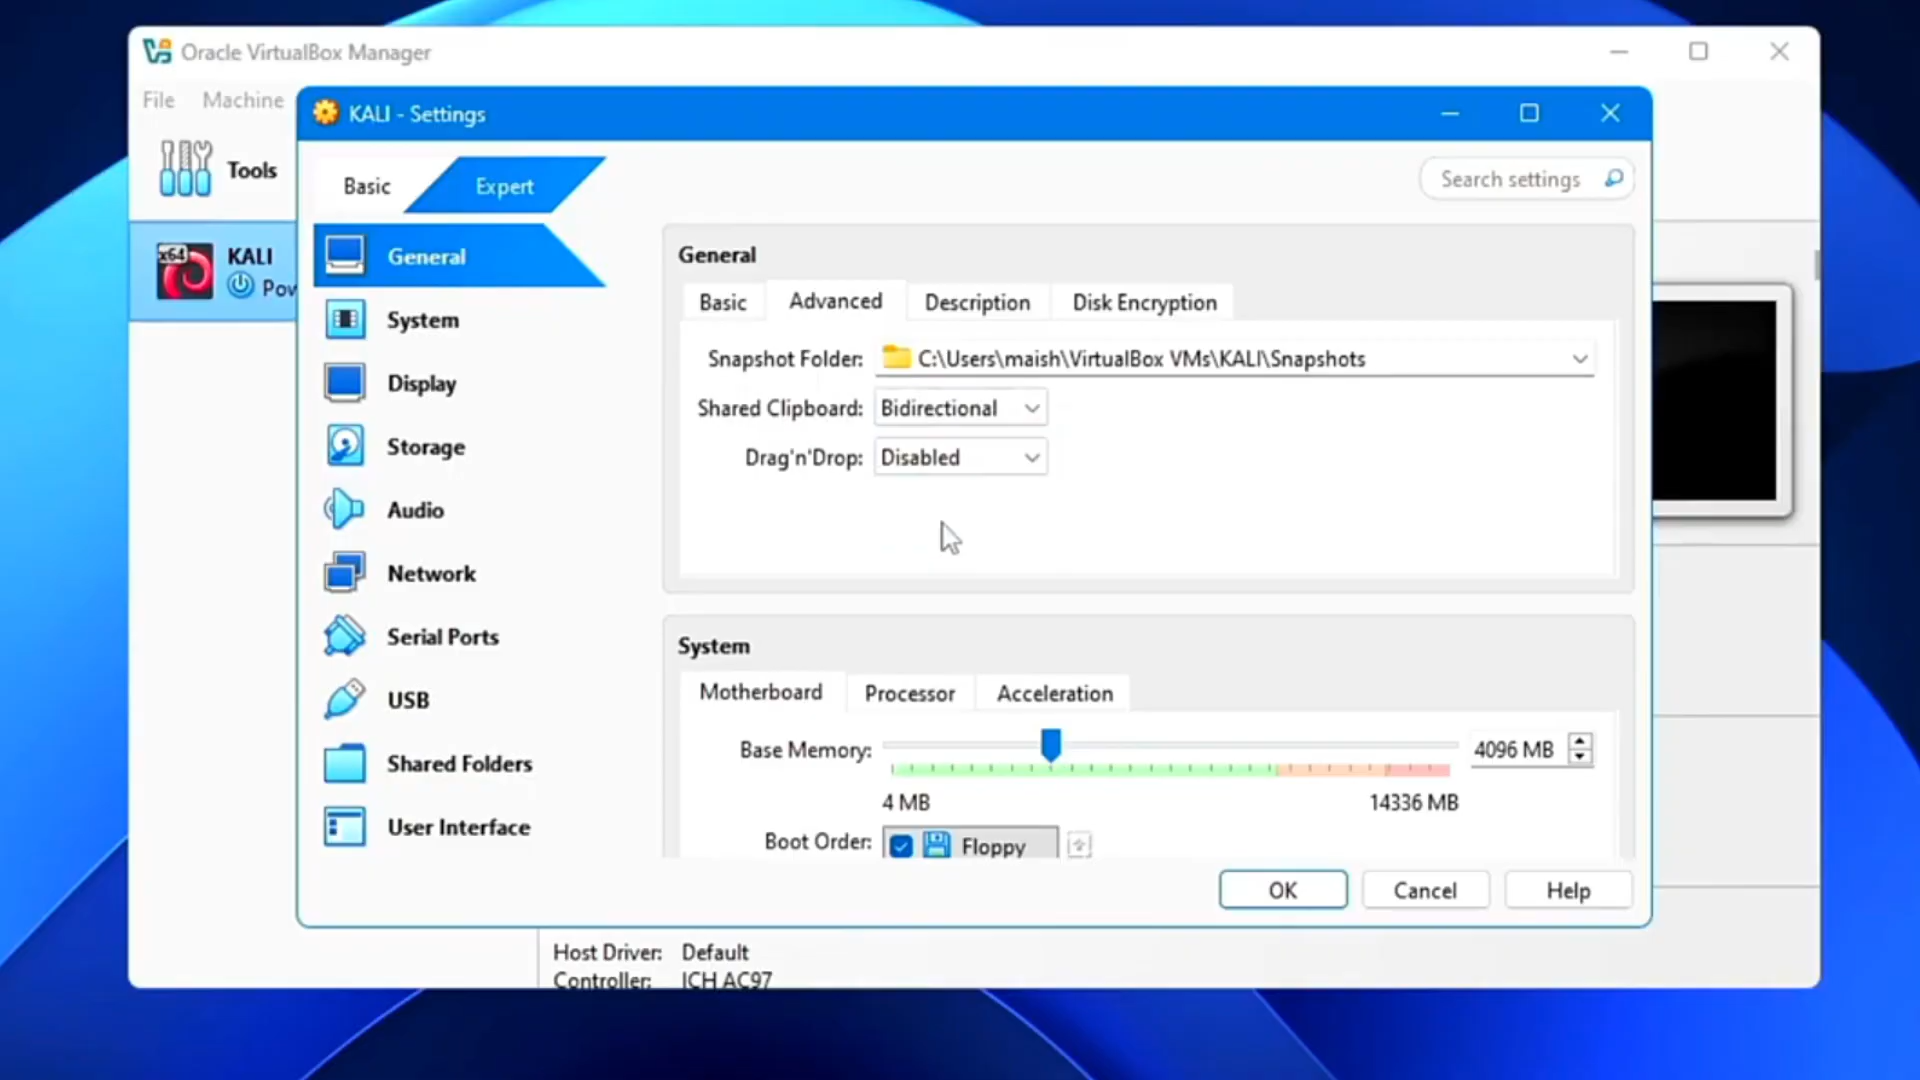 Oracle VirtualBox Manager
File Machine
KALI - Settings
Tools
Basic Expert
Search settings
x64
KALI
Pow
General
System
Display
Storage
Audio
Network
Serial Ports
USB
Shared Folders
User Interface
General
Basic Advanced Description Disk Encryption
Snapshot Folder: C:\Users\maish\VirtualBox VMs\KALI\Snapshots
Shared Clipboard: Bidirectional
Drag'n'Drop: Disabled
System
Motherboard Processor Acceleration
Base Memory: 4096 MB
4 MB 14336 MB
Boot Order: Floppy
OK Cancel Help
Host Driver: Default
Controller: ICH AC97